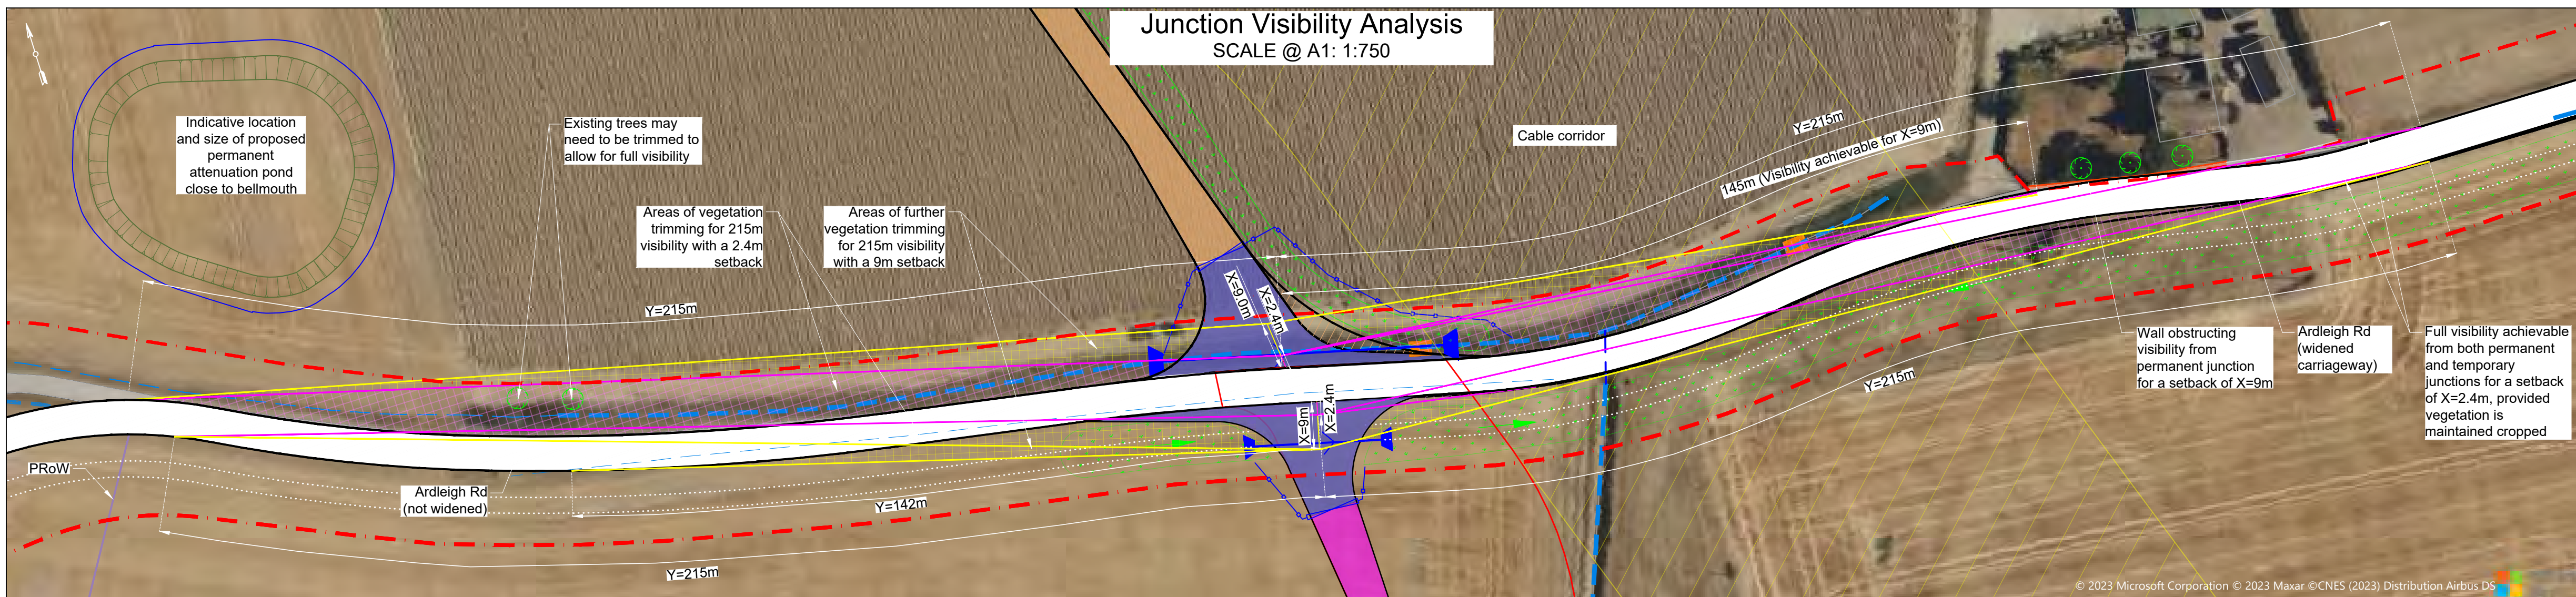 Junction Visibility Analysis
SCALE @ A1: 1:750
Indicative location
and size of proposed
permanent
attenuation pond
close to bellmouth
Existing trees may
need to be trimmed to
allow for full visibility
Areas of vegetation
trimming for 215m
visibility with a 2.4m
setback
Areas of further
vegetation trimming
for 215m visibility
with a 9m setback
Cable corridor
Y=215m
145m (Visibility achievable for X=9m)
Y=215m
X=9.0m
X=2.4m
X=9m
X=2.4m
Wall obstructing
visibility from
permanent junction
for a setback of X=9m
Ardleigh Rd
(widened
carriageway)
Full visibility achievable
from both permanent
and temporary
junctions for a setback
of X=2.4m, provided
vegetation is
maintained cropped
Y=215m
PRoW
Ardleigh Rd
(not widened)
Y=142m
Y=215m
© 2023 Microsoft Corporation © 2023 Maxar ©CNES (2023) Distribution Airbus DS